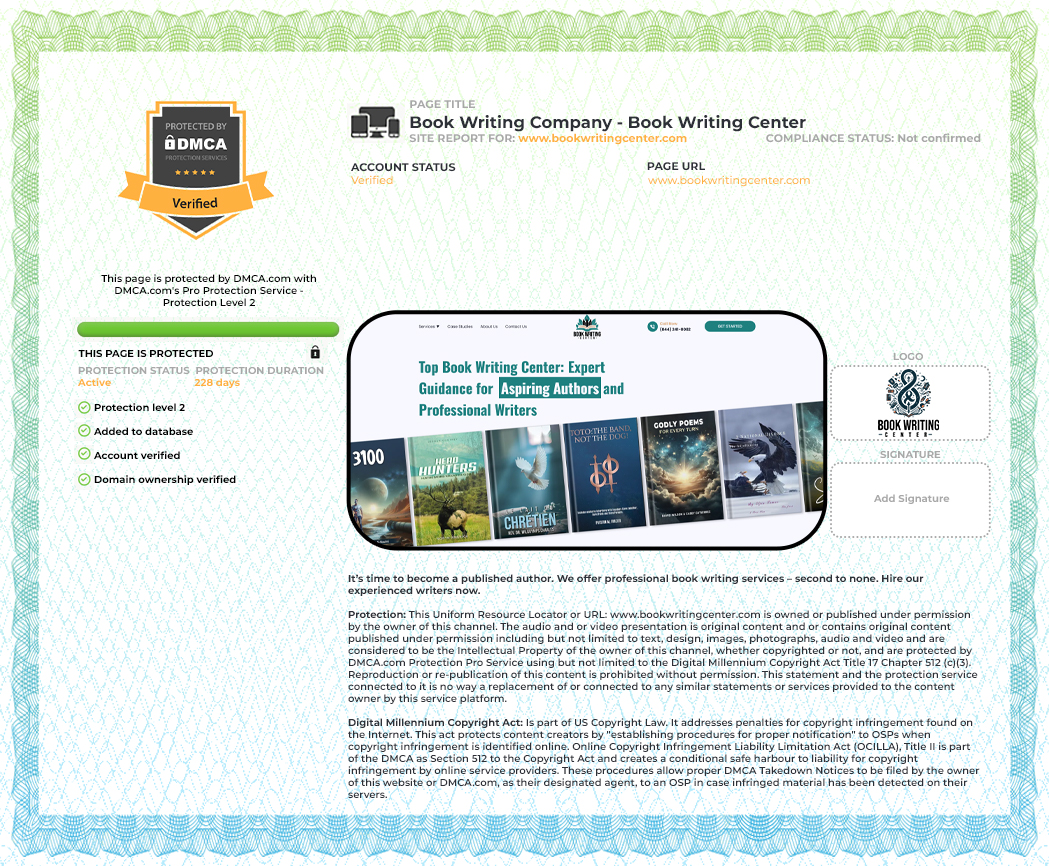 PROTECTED BY
DMCA
PROTECTION SERVICES
Verified
This page is protected by DMCA.com with
DMCA.com's Pro Protection Service -
Protection Level 2
THIS PAGE IS PROTECTED
PROTECTION STATUS PROTECTION DURATION
Active 228 days
Protection level 2
Added to database
Account verified
Domain ownership verified
PAGE TITLE
Book Writing Company - Book Writing Center
SITE REPORT FOR: www.bookwritingcenter.com COMPLIANCE STATUS: Not confirmed
ACCOUNT STATUS PAGE URL
Verified www.bookwritingcenter.com
Services Case Studies About Us Contact Us
BOOK WRITING
CENTER
GET STARTED
Top Book Writing Center: Expert
Guidance for Aspiring Authors and
Professional Writers
3100
HERD
HUNTERS
CHRÉTIEN
TOTO: THE BAND,
NOT THE DOG!
GODLY POEMS
FOR EVERY TURN
LOGO
BOOK WRITING
-CENTER-
SIGNATURE
Add Signature
It's time to become a published author. We offer professional book writing services – second to none. Hire our
experienced writers now.
Protection: This Uniform Resource Locator or URL: www.bookwritingcenter.com is owned or published under permission
by the owner of this channel. The audio and or video presentation is original content and or contains original content
published under permission including but not limited to text, design, images, photographs, audio and video and are
considered to be the Intellectual Property of the owner of this channel, whether copyrighted or not, and are protected by
DMCA.com Protection Pro Service using but not limited to the Digital Millennium Copyright Act Title 17 Chapter 512 (c)(3).
Reproduction or re-publication of this content is prohibited without permission. This statement and the protection service
connected to it is no way a replacement of or connected to any similar statements or services provided to the content
owner by this service platform.
Digital Millennium Copyright Act: Is part of US Copyright Law. It addresses penalties for copyright infringement found on
the Internet. This act protects content creators by "establishing procedures for proper notification" to OSPs when
copyright infringement is identified online. Online Copyright Infringement Liability Limitation Act (OCILLA), Title II is part
of the DMCA as Section 512 to the Copyright Act and creates a conditional safe harbour to liability for copyright
infringement by online service providers. These procedures allow proper DMCA Takedown Notices to be filed by the owner
of this website or DMCA.com, as their designated agent, to an OSP in case infringed material has been detected on their
servers.